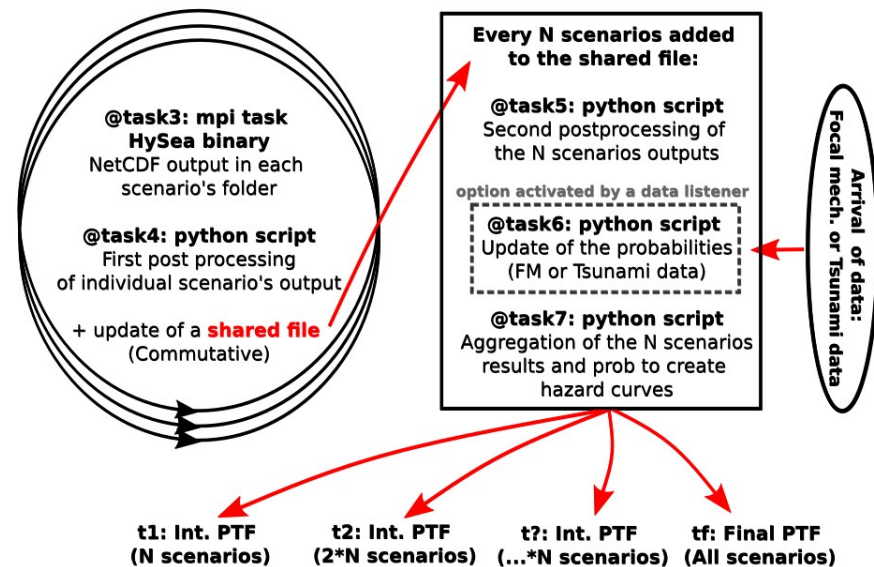 @task3: mpi task
HySea binary
NetCDF output in each
scenario's folder
@task4: python script
First post processing
of individual scenario's output
+ update of a shared file
(Commutative)
Every N scenarios added
to the shared file:
@task5: python script
Second postprocessing of
the N scenarios outputs
option activated by a data listener
@task6: python script
Update of the probabilities
(FM or Tsunami data)
@task7: python script
Aggregation of the N scenarios
results and prob to create
hazard curves
Arrival of data:
Focal mech. or Tsunami data
t1: Int. PTF
(N scenarios)
t2: Int. PTF
(2*N scenarios)
t?: Int. PTF
(...*N scenarios)
tf: Final PTF
(All scenarios)